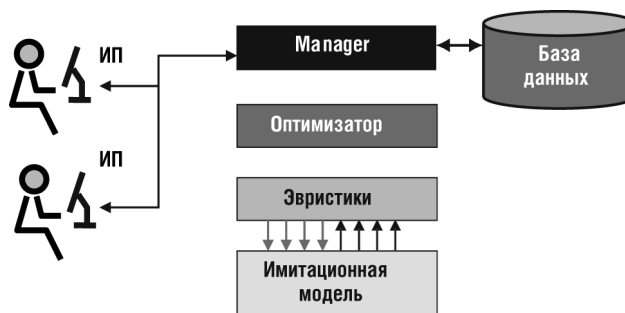 ИП
Manager
База
данных
Оптимизатор
ИП
Эвристики
Имитационная
модель